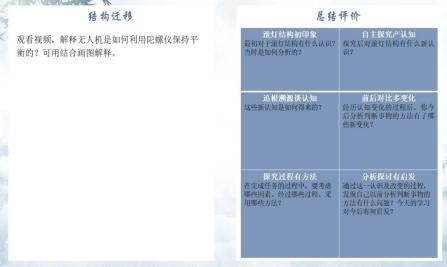 结构迁移
观看视频，解释无人机是如何利用陀螺仪保持平
衡的？可用结合画图解释。
总结评价
滚灯结构初印象
最初对于滚灯结构有什么认识？
当时是如何分析的？
自主探究产认知
探究后对滚灯结构有什么新认
识？
追根溯源谈认知
这些新认知是如何得来的？
前后对比多变化
经历认知变化的过程后，你今
后分析判断事物的方法有了哪
些新变化？
探究过程有方法
在完成任务的过程中，要考虑
哪些因素、经过哪些过程、采
用哪些方法？
分析探讨有启发
通过这一认识及改变的过程，
发现自己以前分析判断事物的
方法有什么问题？今天的学习
对今后有何启发？